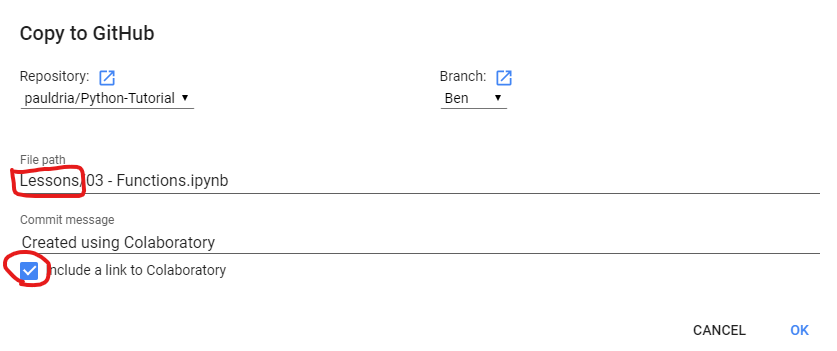 Copy to GitHub
Repository:
Branch:
pauldria/Python-Tutorial
Ben
File path
Lessons/03 - Functions.ipynb
Commit message
Created using Colaboratory
Include a link to Colaboratory
CANCEL OK